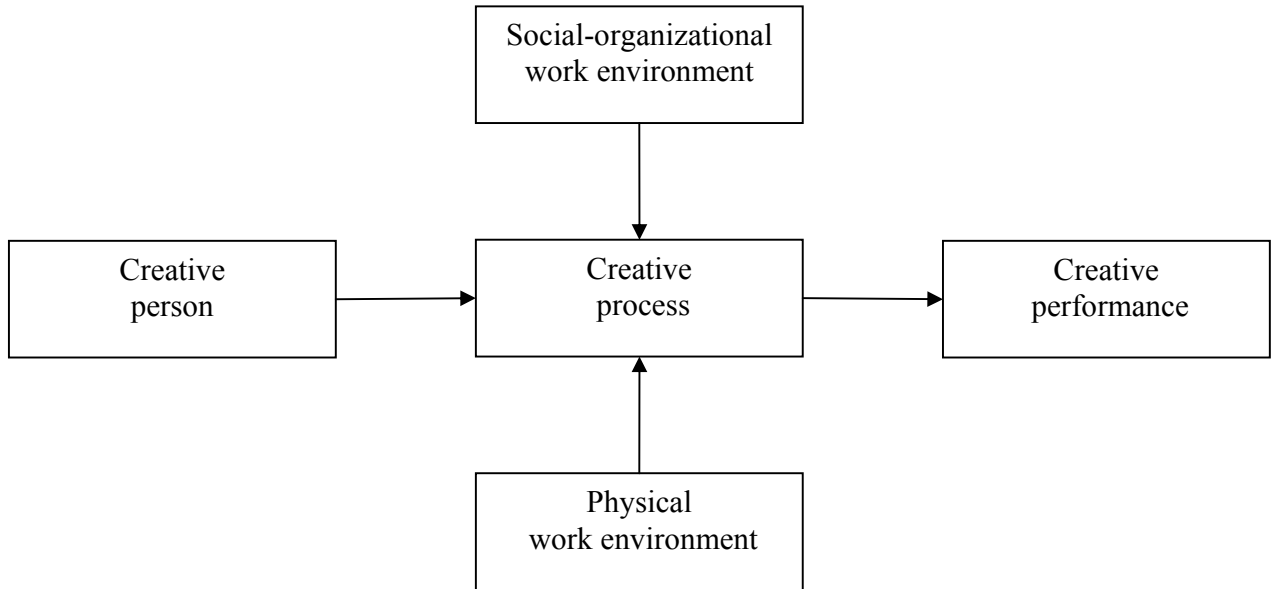 Social-organizational
work environment
Creative
person
Creative
process
Creative
performance
Physical
work environment